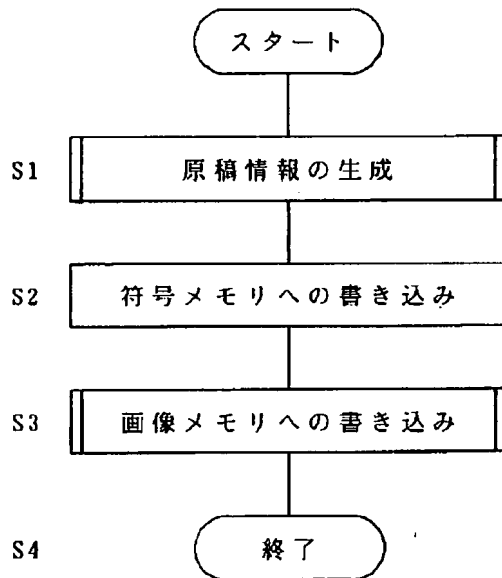 スタート
S1 原稿情報の生成
S2 符号メモリへの書き込み
S3 画像メモリへの書き込み
S4 終了